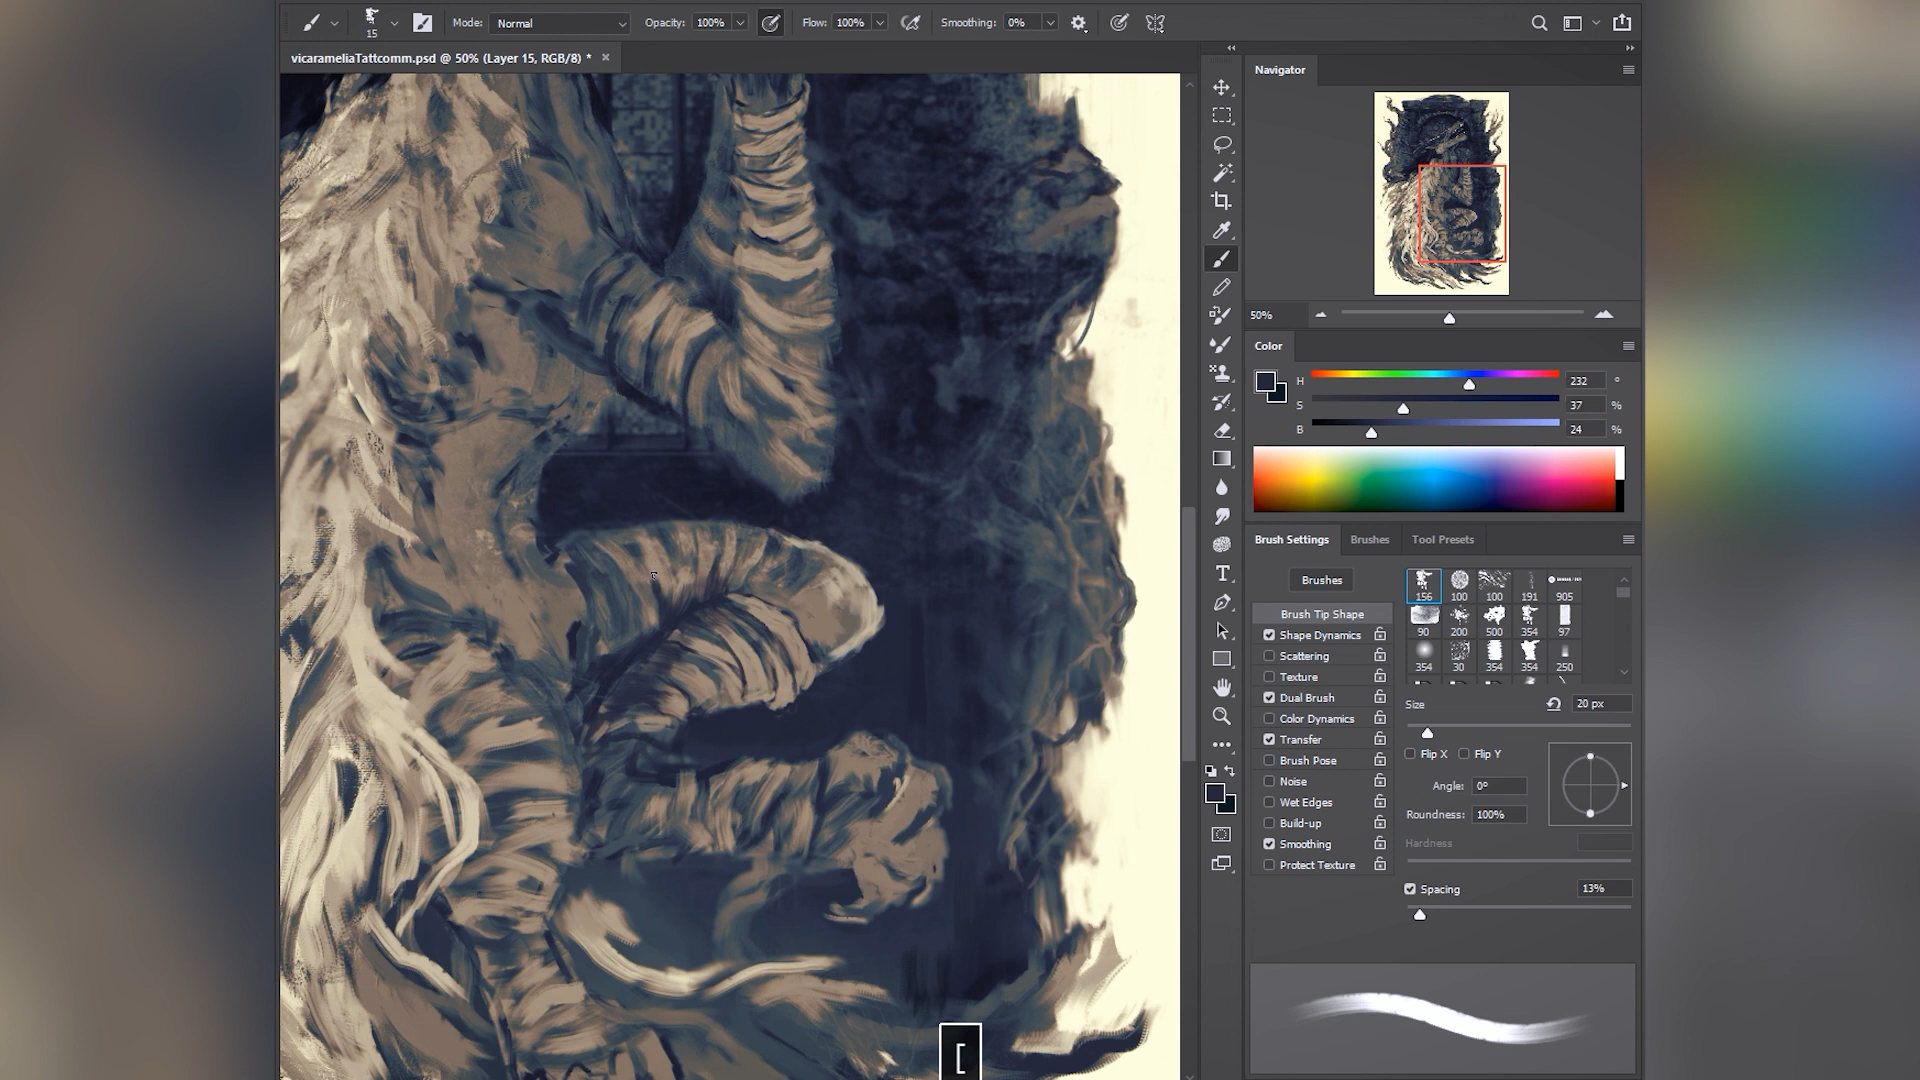 Mode: Normal Opacity: 100% Flow: 100% Smoothing: 0%
15
vicarameliaTattcomm.psd @ 50% (Layer 15, RGB/8) * ×
Navigator
50%
Color
H 232 °
S 37 %
B 24 %
Brush Settings Brushes Tool Presets
Brushes
156 100 100 191 905
90 200 500 354 97
354 30 354 354 250
Brush Tip Shape
Shape Dynamics
Scattering
Texture
Dual Brush
Color Dynamics
Transfer
Brush Pose
Noise
Wet Edges
Build-up
Smoothing
Protect Texture
Size 20 px
Flip X Flip Y
Angle: 0°
Roundness: 100%
Hardness
Spacing 13%
[